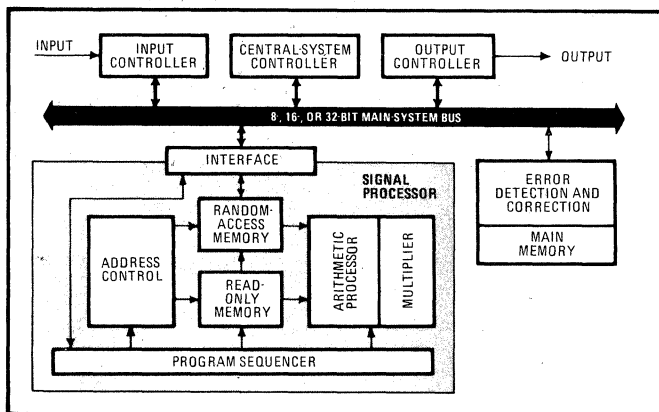 INPUT
INPUT
CONTROLLER
CENTRAL-SYSTEM
CONTROLLER
OUTPUT
CONTROLLER
OUTPUT
8-, 16-, OR 32-BIT MAIN-SYSTEM BUS
INTERFACE
SIGNAL
PROCESSOR
ERROR
DETECTION AND
CORRECTION
MAIN
MEMORY
RANDOM-
ACCESS
MEMORY
ADDRESS
CONTROL
READ-
ONLY
MEMORY
ARITHMETIC
PROCESSOR
MULTIPLIER
PROGRAM SEQUENCER